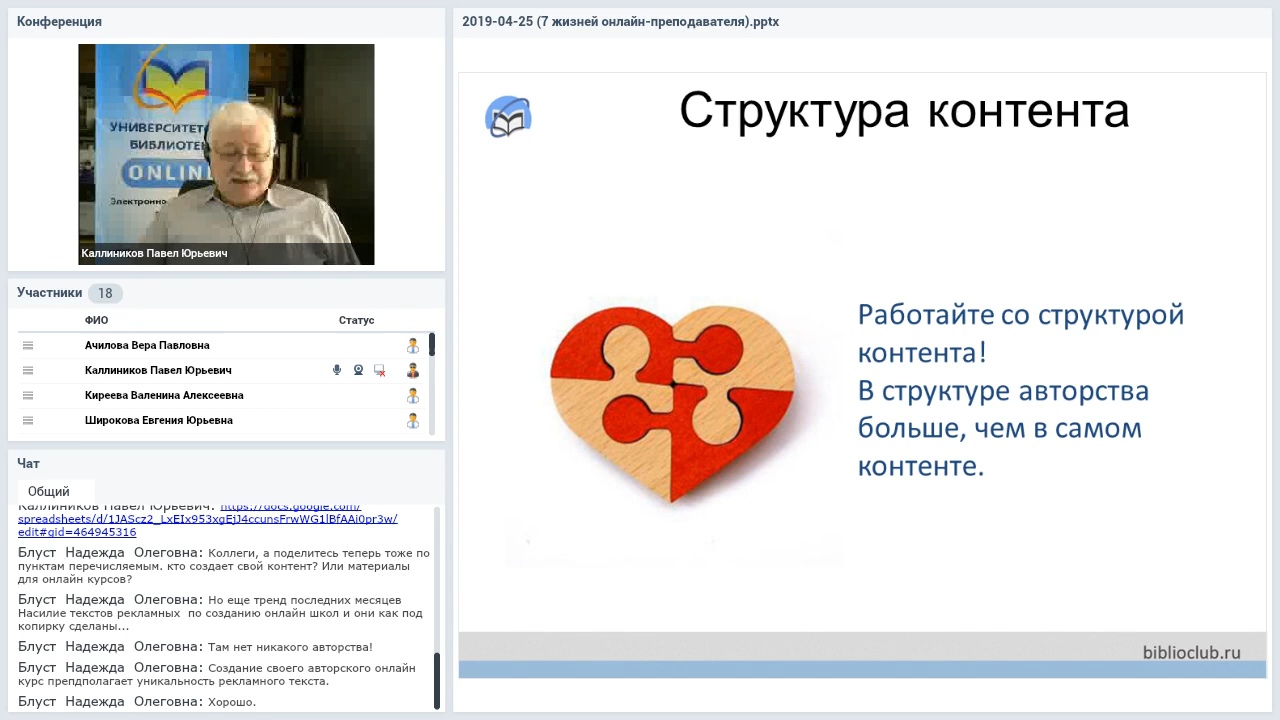 Конференция
УНИВЕРСИТЕТ
БИБЛИОТЕ
ONLIN
Электронно
Каллиников Павел Юрьевич
Участники 18
ФИО Статус
Ачилова Вера Павловна
Каллиников Павел Юрьевич
Киреева Валенина Алексеевна
Широкова Евгения Юрьевна
Чат
Общий
Каллиников Павел Юрьевич: https://docs.google.com/
spreadsheets/d/1JAScz2_LxEIx953xgEjJ4ccunsFrwWG1lBfAAi0pr3w/
edit#gid=464945316
Блуст Надежда Олеговна: Коллеги, а поделитесь теперь тоже по
пунктам перечисляемым. кто создает свой контент? Или материалы
для онлайн курсов?
Блуст Надежда Олеговна: Но еще тренд последних месяцев
Насилие текстов рекламных по созданию онлайн школ и они как под
копирку сделаны...
Блуст Надежда Олеговна: Там нет никакого авторства!
Блуст Надежда Олеговна: Создание своего авторского онлайн
курс препдполагает уникальность рекламного текста.
Блуст Надежда Олеговна: Хорошо.
2019-04-25 (7 жизней онлайн-преподавателя).pptx
Структура контента
Работайте со структурой
контента!
В структуре авторства
больше, чем в самом
контенте.
biblioclub.ru